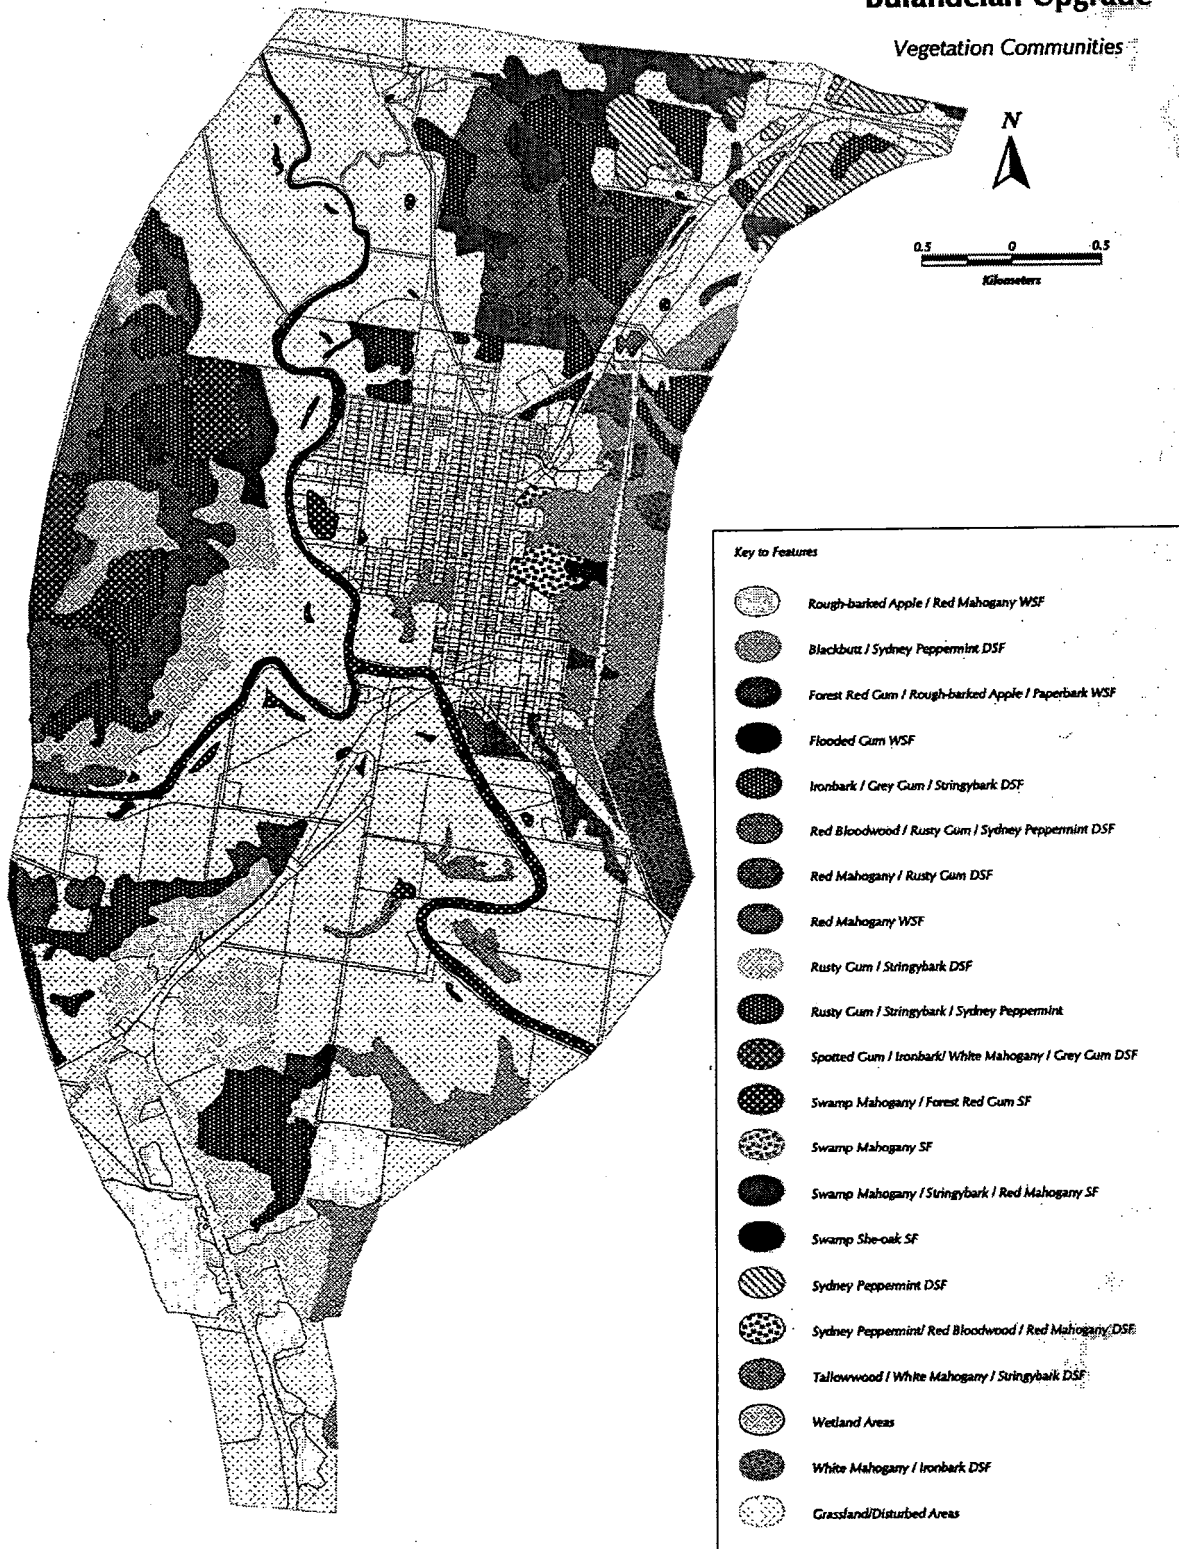 Bulahdelah Upgrade
Vegetation Communities
N
0.5 0 0.5
Kilometers
Key to Features
Rough-barked Apple / Red Mahogany WSF
Blackbutt / Sydney Peppermint DSF
Forest Red Gum / Rough-barked Apple / Paperbark WSF
Flooded Gum WSF
Ironbark / Grey Gum / Stringybark DSF
Red Bloodwood / Rusty Gum / Sydney Peppermint DSF
Red Mahogany / Rusty Gum DSF
Red Mahogany WSF
Rusty Gum / Stringybark DSF
Rusty Gum / Stringybark / Sydney Peppermint
Spotted Gum / Ironbark/ White Mahogany / Grey Gum DSF
Swamp Mahogany / Forest Red Gum SF
Swamp Mahogany SF
Swamp Mahogany / Stringybark / Red Mahogany SF
Swamp She-oak SF
Sydney Peppermint DSF
Sydney Peppermint/ Red Bloodwood / Red Mahogany DSF
Tallowwood / White Mahogany / Stringybark DSF
Wetland Areas
White Mahogany / Ironbark DSF
Grassland/Disturbed Areas